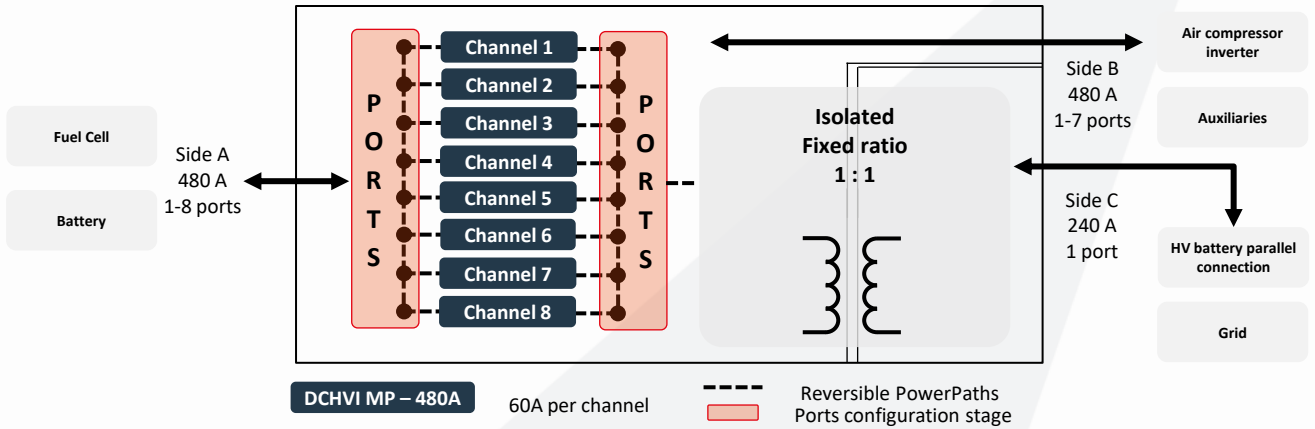 Fuel Cell
Battery
Side A
480 A
1-8 ports
P
O
R
T
S
Channel 1
Channel 2
Channel 3
Channel 4
Channel 5
Channel 6
Channel 7
Channel 8
P
O
R
T
S
Isolated
Fixed ratio
1 : 1
Side B
480 A
1-7 ports
Side C
240 A
1 port
Air compressor
inverter
Auxiliaries
HV battery parallel
connection
Grid
DCHVI MP – 480A
60A per channel
Reversible PowerPaths
Ports configuration stage